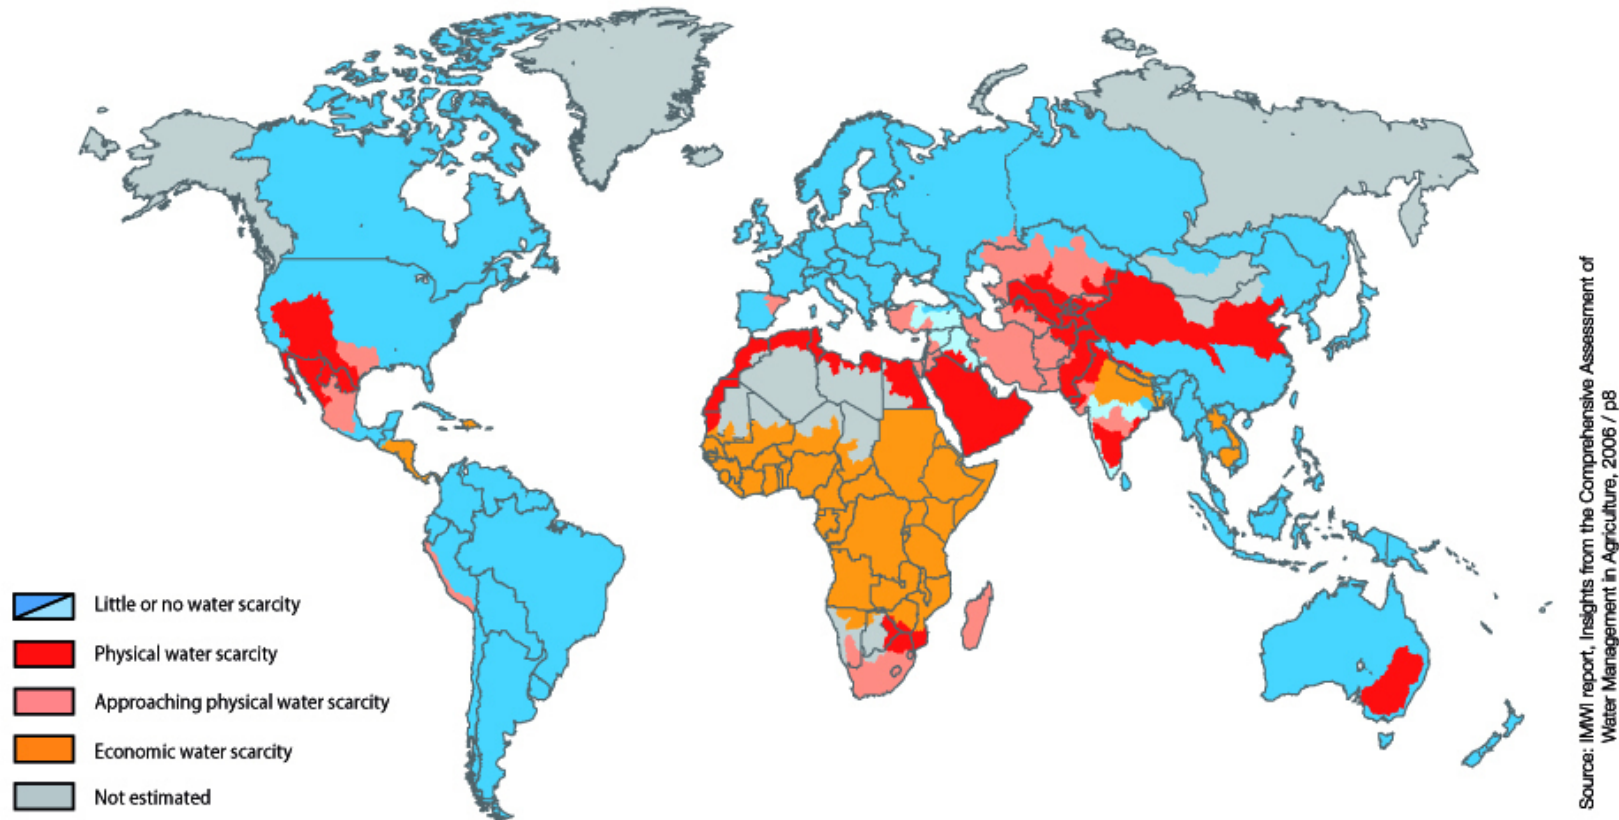 Little or no water scarcity
Physical water scarcity
Approaching physical water scarcity
Economic water scarcity
Not estimated
Source: IMWI report, Insights from the Comprehensive Assessment of
Water Management in Agriculture, 2006 / p8